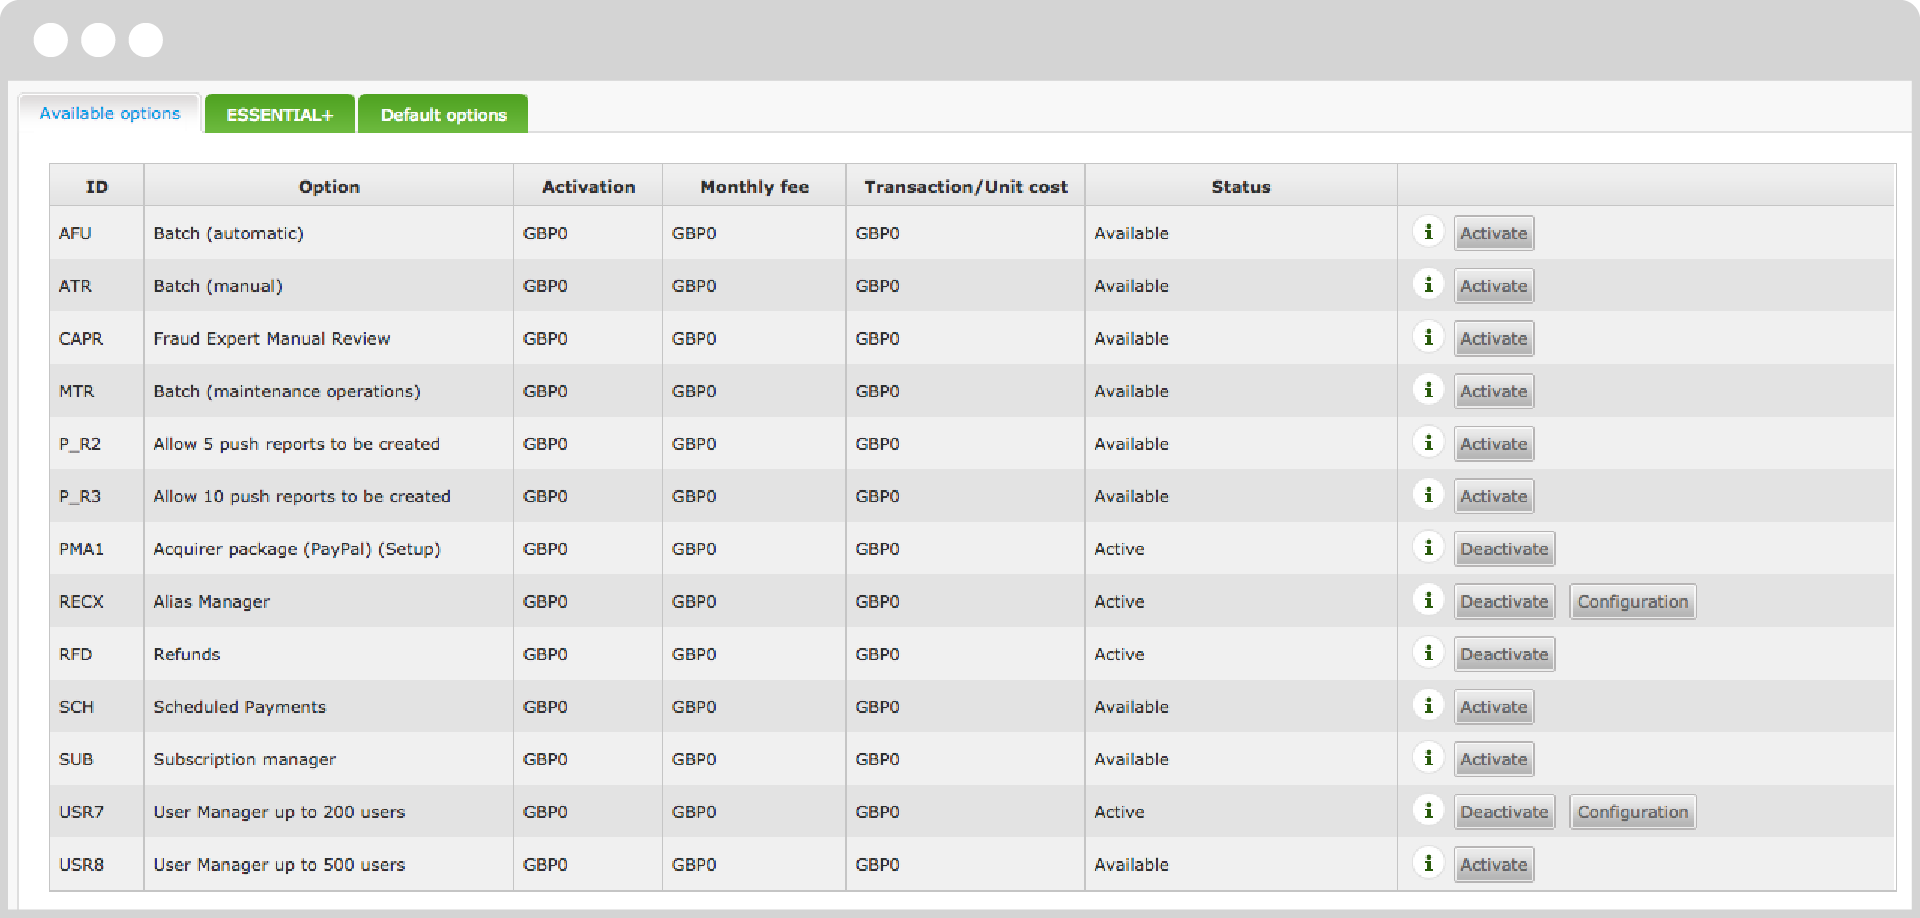 Available options ESSENTIAL+ Default options
ID Option Activation Monthly fee Transaction/Unit cost Status
AFU Batch (automatic) GBP0 GBP0 GBP0 Available i Activate
ATR Batch (manual) GBP0 GBP0 GBP0 Available i Activate
CAPR Fraud Expert Manual Review GBP0 GBP0 GBP0 Available i Activate
MTR Batch (maintenance operations) GBP0 GBP0 GBP0 Available i Activate
P_R2 Allow 5 push reports to be created GBP0 GBP0 GBP0 Available i Activate
P_R3 Allow 10 push reports to be created GBP0 GBP0 GBP0 Available i Activate
PMA1 Acquirer package (PayPal) (Setup) GBP0 GBP0 GBP0 Active i Deactivate
RECX Alias Manager GBP0 GBP0 GBP0 Active i Deactivate Configuration
RFD Refunds GBP0 GBP0 GBP0 Active i Deactivate
SCH Scheduled Payments GBP0 GBP0 GBP0 Available i Activate
SUB Subscription manager GBP0 GBP0 GBP0 Available i Activate
USR7 User Manager up to 200 users GBP0 GBP0 GBP0 Active i Deactivate Configuration
USR8 User Manager up to 500 users GBP0 GBP0 GBP0 Available i Activate